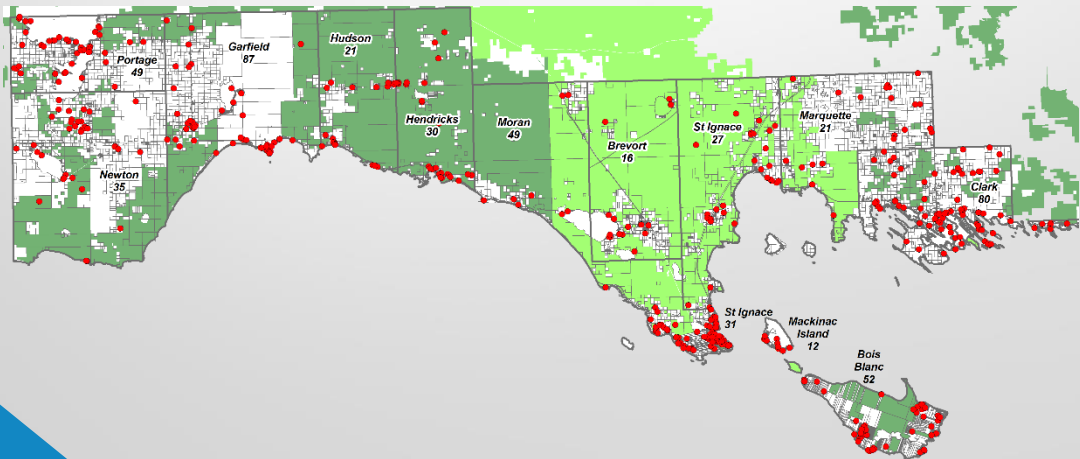 Portage
49
Garfield
87
Hudson
21
Hendricks
30
Newton
35
Moran
49
Brevort
16
St Ignace
27
Marquette
21
Clark
80
St Ignace
31
Mackinac
Island
12
Bois
Blanc
52